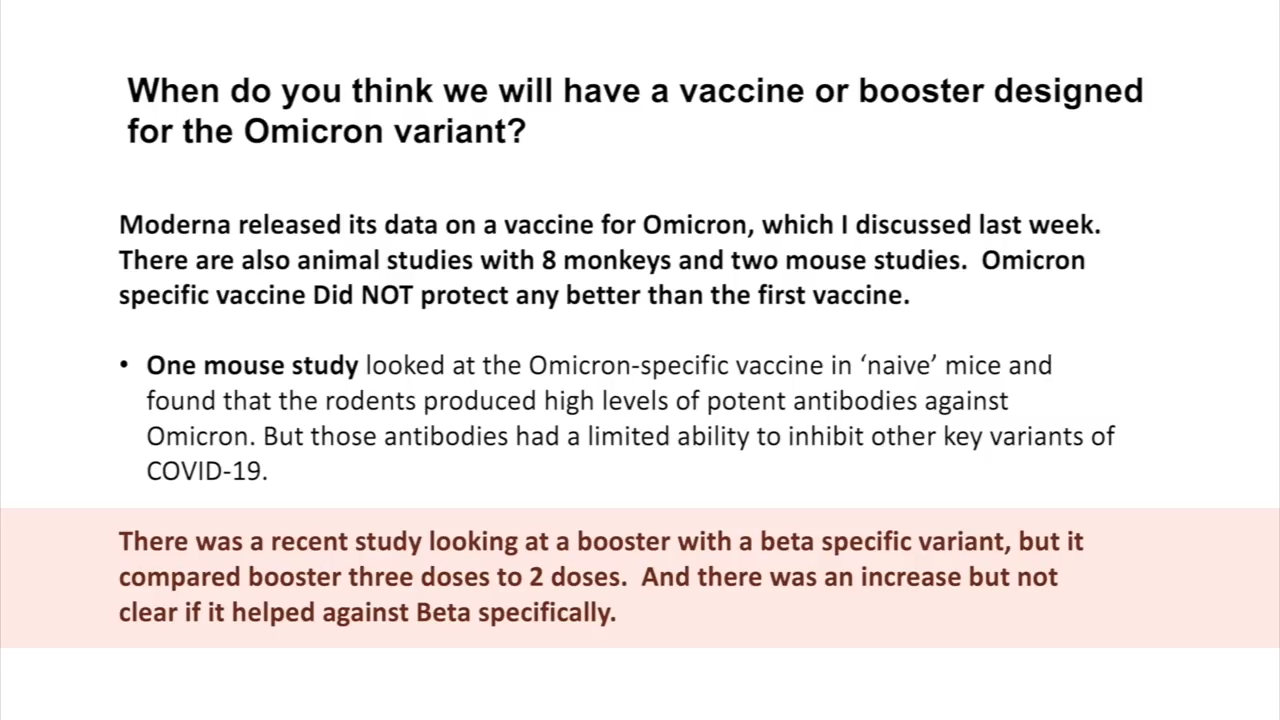 When do you think we will have a vaccine or booster designed
for the Omicron variant?
Moderna released its data on a vaccine for Omicron, which I discussed last week.
There are also animal studies with 8 monkeys and two mouse studies.  Omicron
specific vaccine Did NOT protect any better than the first vaccine.
• One mouse study looked at the Omicron-specific vaccine in ‘naive’ mice and
found that the rodents produced high levels of potent antibodies against
Omicron. But those antibodies had a limited ability to inhibit other key variants of
COVID-19.
There was a recent study looking at a booster with a beta specific variant, but it
compared booster three doses to 2 doses.  And there was an increase but not
clear if it helped against Beta specifically.